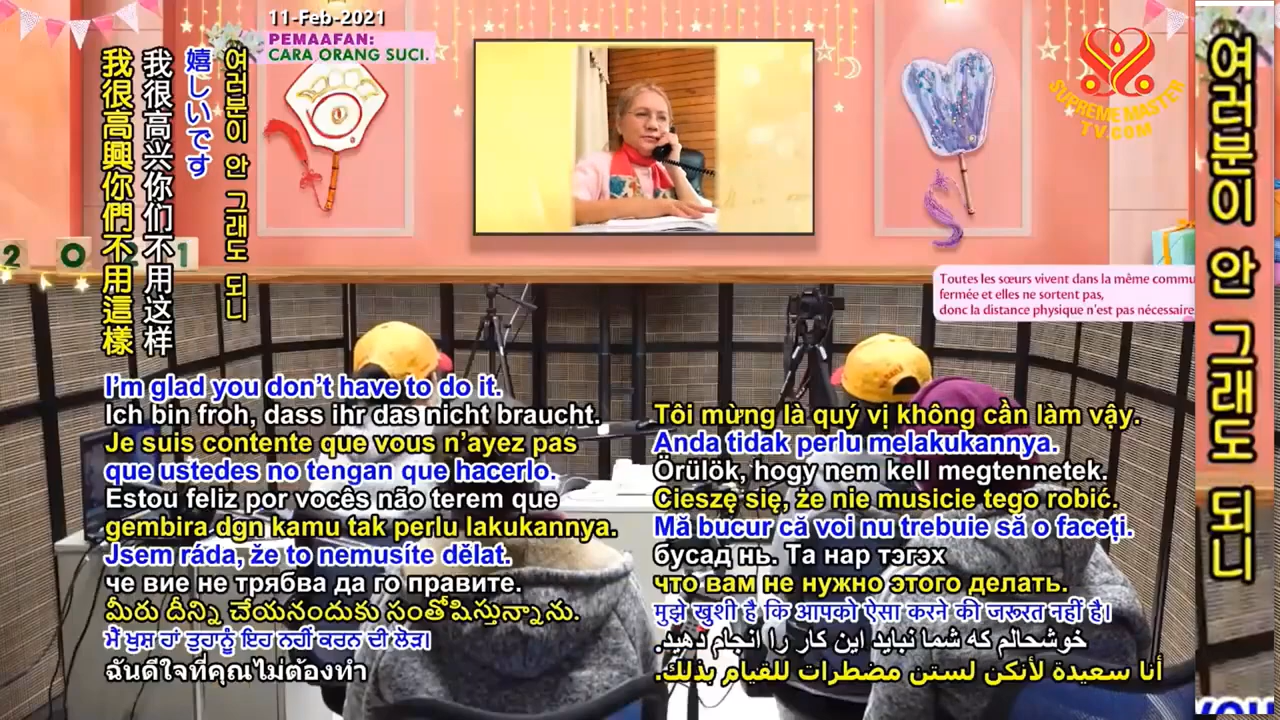 11-Feb-2021
PEMAAFAN:
CARA ORANG SUCI.
SUPREME MASTER
TV.COM
여러분이 안 그래도 되니
嬉しいです
我很高兴你们不用这样
我很高興你們不用這樣
여러분이 안 그래도 되니
2021
Toutes les sœurs vivent dans la même commu
fermée et elles ne sortent pas,
donc la distance physique n'est pas nécessaire
I'm glad you don't have to do it.
Ich bin froh, dass ihr das nicht braucht.
Je suis contente que vous n'ayez pas
que ustedes no tengan que hacerlo.
Estou feliz por vocês não terem que
gembira dgn kamu tak perlu lakukannya.
Jsem ráda, že to nemusíte dělat.
че вие не трябва да го правите.
మీరు దీన్ని చేయనందుకు సంతోషిస్తున్నాను.
ਮੈਂ ਖੁਸ਼ ਹਾਂ ਤੁਹਾਨੂੰ ਇਹ ਨਹੀਂ ਕਰਨ ਦੀ ਲੋੜ।
ฉันดีใจที่คุณไม่ต้องทำ
Tôi mừng là quý vị không cần làm vậy.
Anda tidak perlu melakukannya.
Örülök, hogy nem kell megtennetek.
Cieszę się, że nie musicie tego robić.
Mă bucur că voi nu trebuie să o faceți.
бусад нь. Та нар тэгэх
что вам не нужно этого делать.
मुझे खुशी है कि आपको ऐसा करने की जरूरत नहीं है।
خوشحالم که شما نباید این کار را انجام دهید.
أنا سعيدة لأنكن لستن مضطرات للقيام بذلك.
YOU